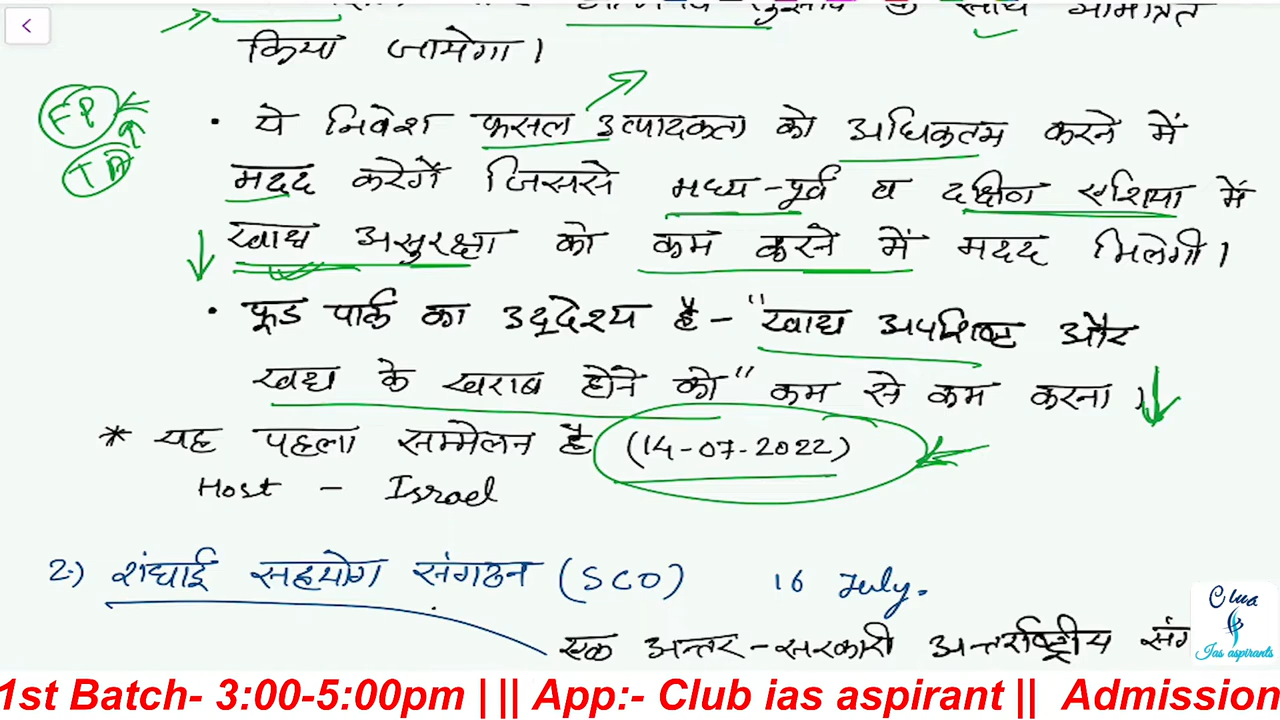 के साथ आमंत्रित
किया जायेगा।
FP
• ये निवेश फसल उत्पादकता को अधिकतम करने में
मदद करेगें जिससे मध्य-पूर्व व दक्षिण एशिया में
खाद्य असुरक्षा को कम करने में मदद मिलेगी।
• फूड पार्क का उद्देश्य है - "खाद्य अपशिष्ट और
खाद्य के खराब होने को" कम से कम करना।
* यह पहला सम्मेलन है (14-07-2022)
Host - Israel
2.) शंघाई सहयोग संगठन (SCO) 16 July.
एक अन्तर-सरकारी अन्तर्राष्ट्रीय संग
Club
Ias aspirants
1st Batch- 3:00-5:00pm | || App:- Club ias aspirant || Admission